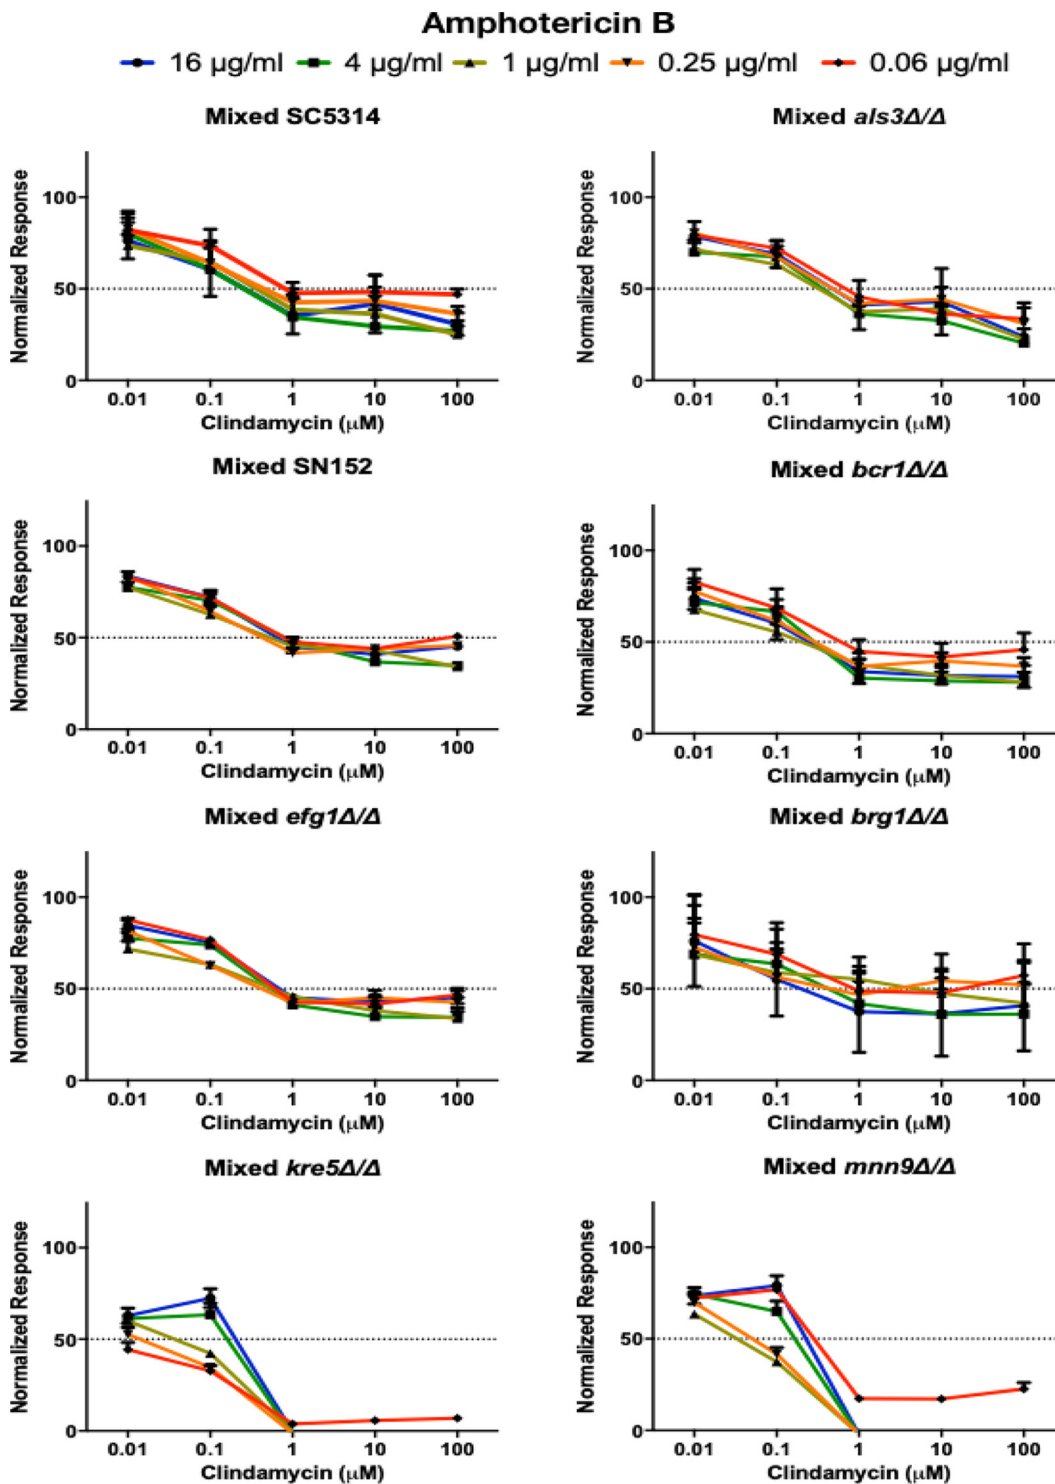 Amphotericin B
16 µg/ml 4 µg/ml 1 µg/ml 0.25 µg/ml 0.06 µg/ml
Mixed SC5314
Normalized Response
100
50
0
0.01 0.1 1 10 100
Clindamycin (µM)
Mixed als3Δ/Δ
Normalized Response
100
50
0
0.01 0.1 1 10 100
Clindamycin (µM)
Mixed SN152
Normalized Response
100
50
0
0.01 0.1 1 10 100
Clindamycin (µM)
Mixed bcr1Δ/Δ
Normalized Response
100
50
0
0.01 0.1 1 10 100
Clindamycin (µM)
Mixed efg1Δ/Δ
Normalized Response
100
50
0
0.01 0.1 1 10 100
Clindamycin (µM)
Mixed brg1Δ/Δ
Normalized Response
100
50
0
0.01 0.1 1 10 100
Clindamycin (µM)
Mixed kre5Δ/Δ
Normalized Response
100
50
0
0.01 0.1 1 10 100
Clindamycin (µM)
Mixed mnn9Δ/Δ
Normalized Response
100
50
0
0.01 0.1 1 10 100
Clindamycin (µM)